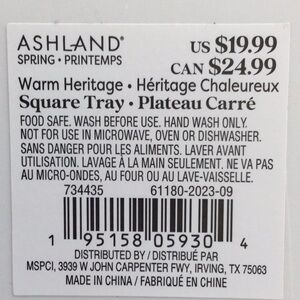 ASHLAND®
SPRING • PRINTEMPS
US $19.99
CAN $24.99
Warm Heritage • Héritage Chaleureux
Square Tray • Plateau Carré
FOOD SAFE. WASH BEFORE USE. HAND WASH ONLY.
NOT FOR USE IN MICROWAVE, OVEN OR DISHWASHER.
SANS DANGER POUR LES ALIMENTS. LAVER AVANT
UTILISATION. LAVAGE À LA MAIN SEULEMENT. NE VA PAS
AU MICRO-ONDES, AU FOUR OU AU LAVE-VAISSELLE.
734435 61180-2023-09
1 95158 05930 4
DISTRIBUTED BY / DISTRIBUÉ PAR
MSPCI, 3939 W JOHN CARPENTER FWY, IRVING, TX 75063
MADE IN CHINA / FABRIQUÉ EN CHINE